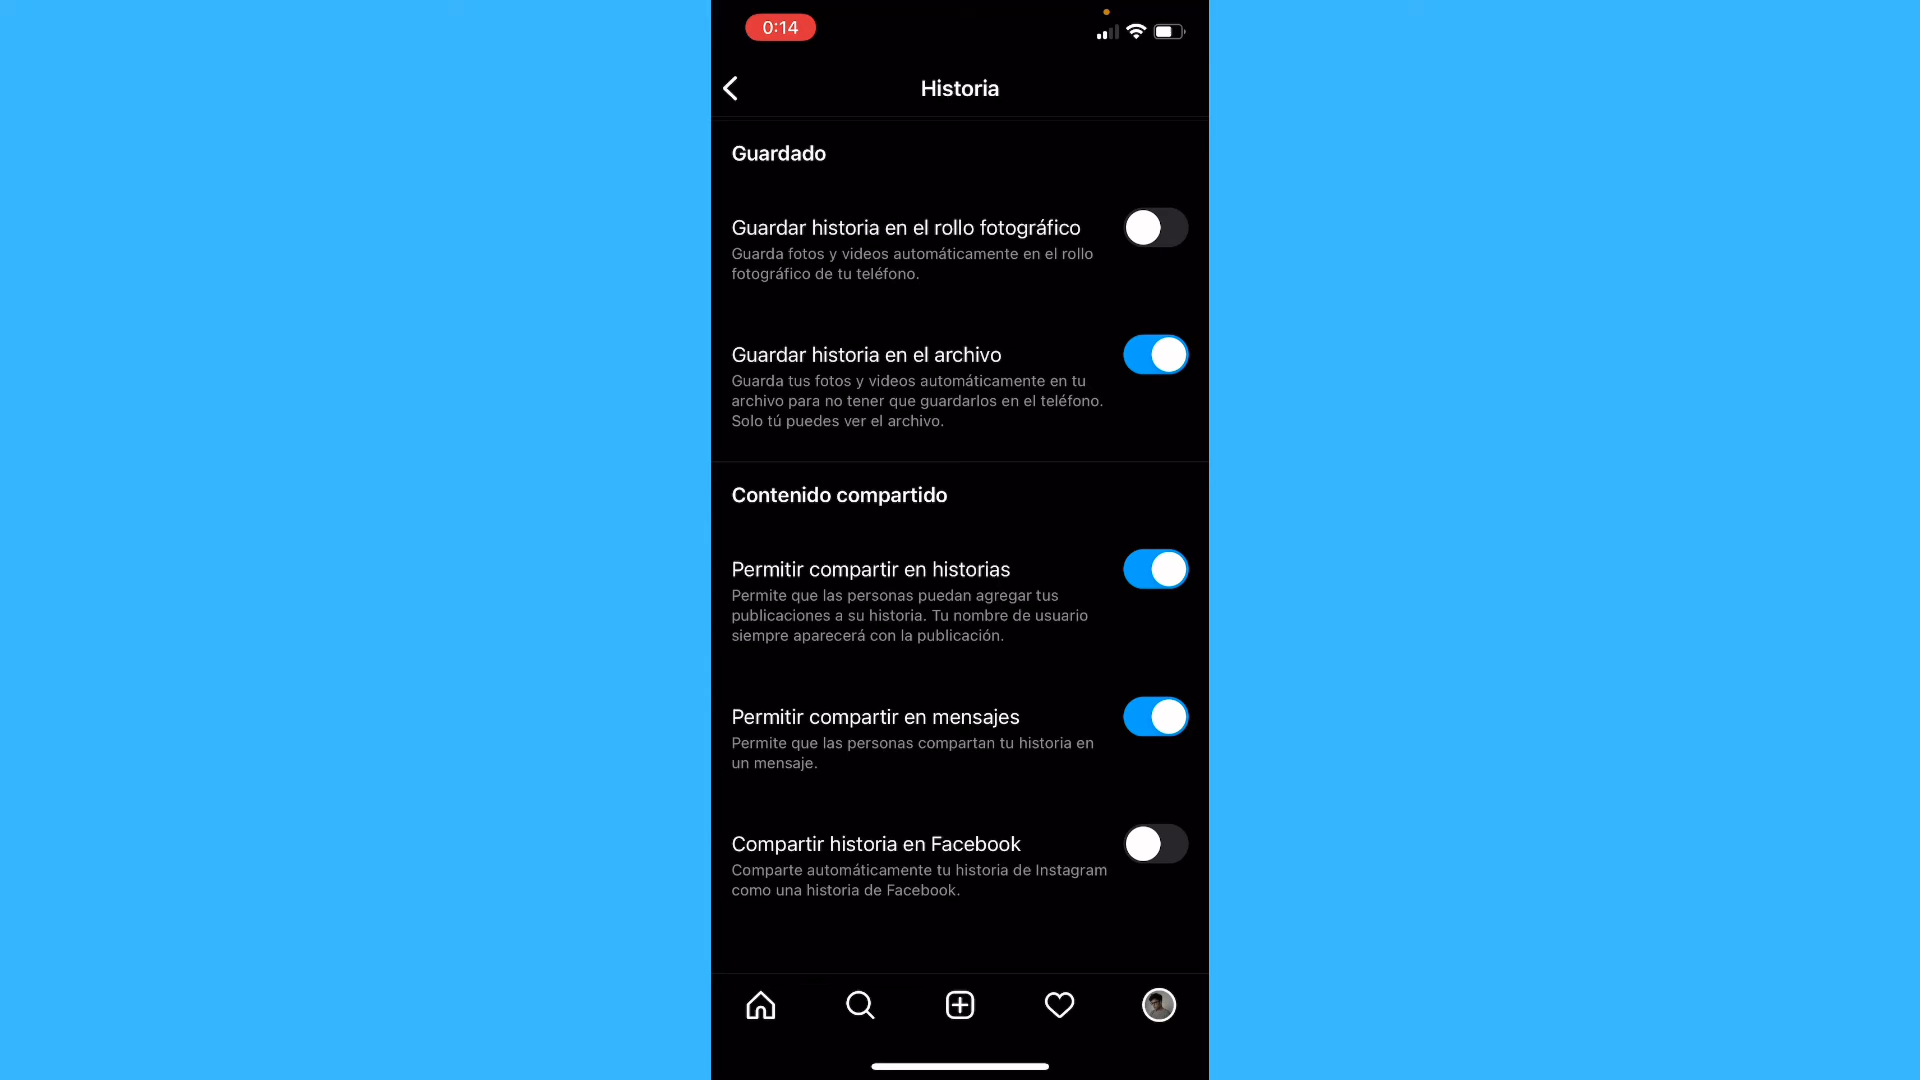 0:14
Historia
Guardado
Guardar historia en el rollo fotográfico
Guarda fotos y videos automáticamente en el rollo
fotográfico de tu teléfono.
Guardar historia en el archivo
Guarda tus fotos y videos automáticamente en tu
archivo para no tener que guardarlos en el teléfono.
Solo tú puedes ver el archivo.
Contenido compartido
Permitir compartir en historias
Permite que las personas puedan agregar tus
publicaciones a su historia. Tu nombre de usuario
siempre aparecerá con la publicación.
Permitir compartir en mensajes
Permite que las personas compartan tu historia en
un mensaje.
Compartir historia en Facebook
Comparte automáticamente tu historia de Instagram
como una historia de Facebook.